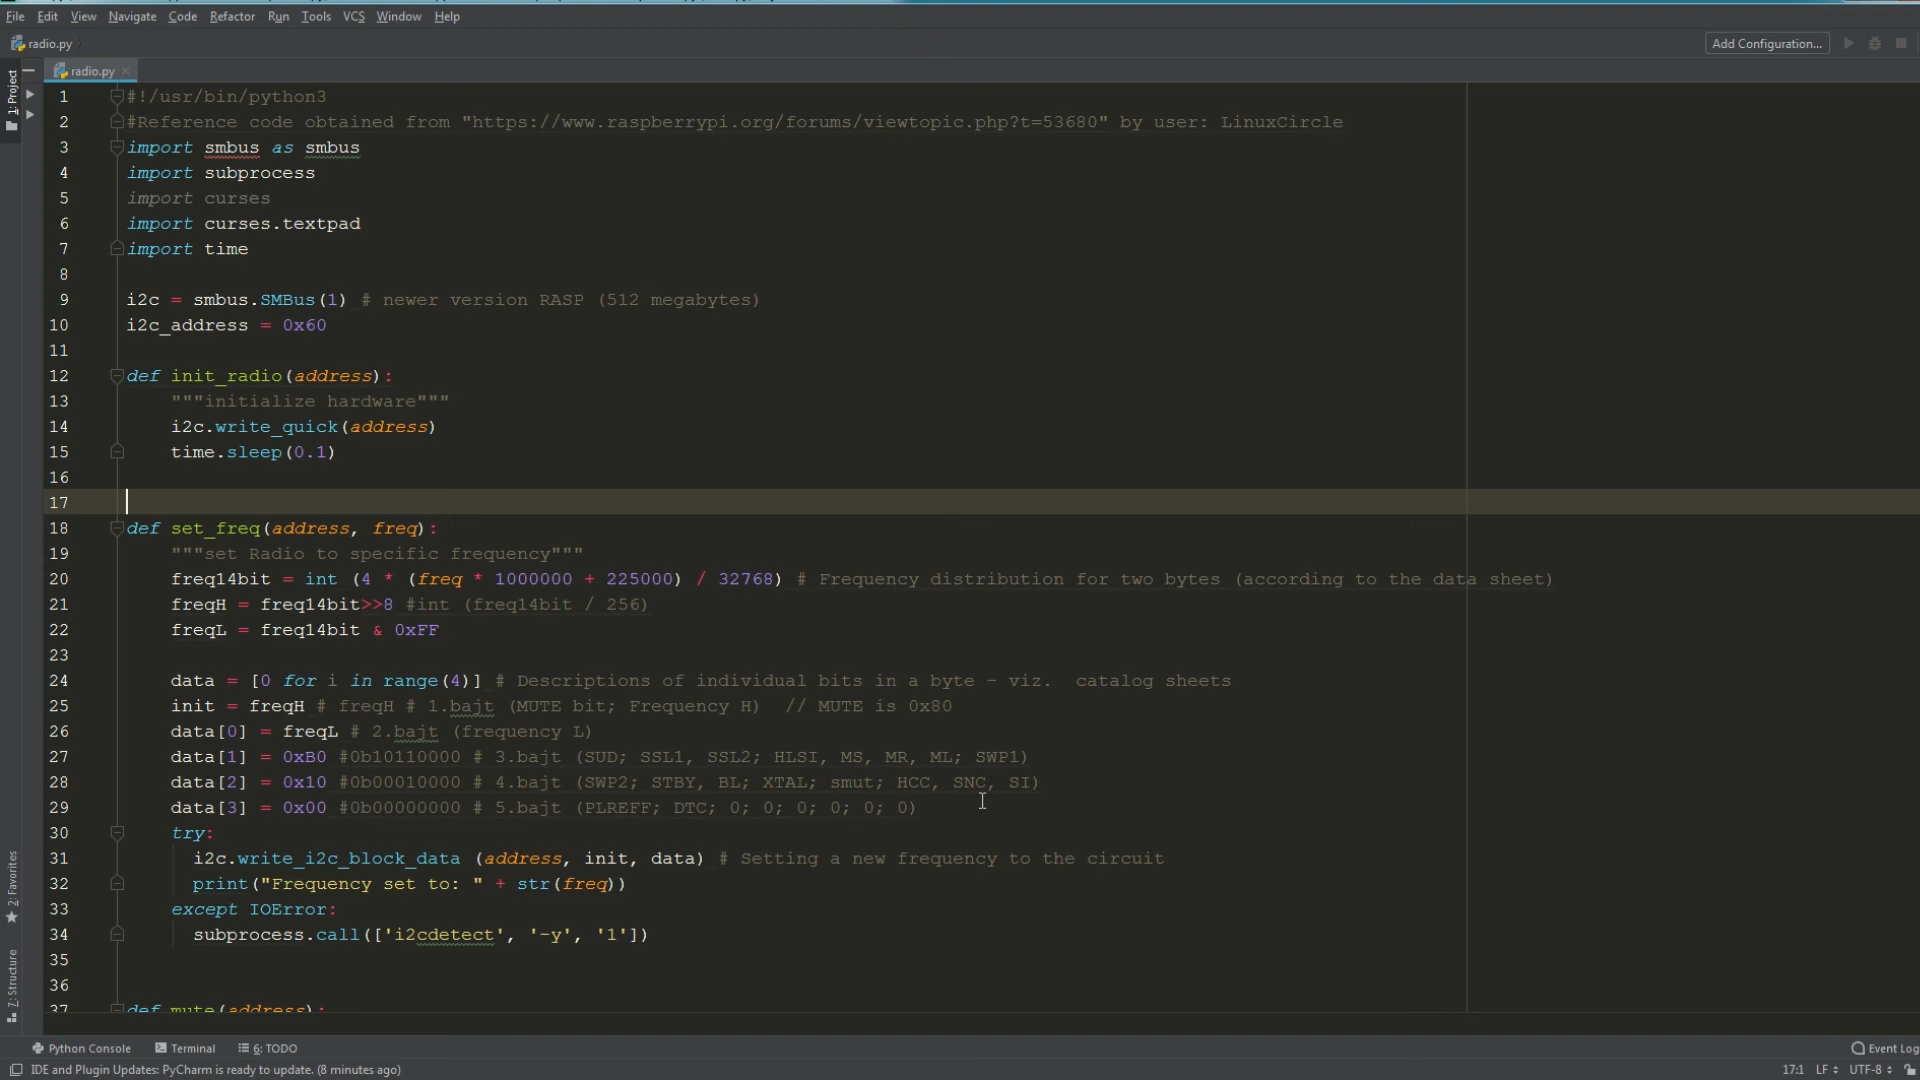 File Edit View Navigate Code Refactor Run Tools VCS Window Help
radio.py Add Configuration...
radio.py
1 #!/usr/bin/python3
2 #Reference code obtained from "https://www.raspberrypi.org/forums/viewtopic.php?t=53680" by user: LinuxCircle
3 import smbus as smbus
4 import subprocess
5 import curses
6 import curses.textpad
7 import time
8
9 i2c = smbus.SMBus(1) # newer version RASP (512 megabytes)
10 i2c_address = 0x60
11
12 def init_radio(address):
13 """initialize hardware"""
14 i2c.write_quick(address)
15 time.sleep(0.1)
16
17
18 def set_freq(address, freq):
19 """set Radio to specific frequency"""
20 freq14bit = int (4 * (freq * 1000000 + 225000) / 32768) # Frequency distribution for two bytes (according to the data sheet)
21 freqH = freq14bit>>8 #int (freq14bit / 256)
22 freqL = freq14bit & 0xFF
23
24 data = [0 for i in range(4)] # Descriptions of individual bits in a byte - viz.  catalog sheets
25 init = freqH # freqH # 1.bajt (MUTE bit; Frequency H)  // MUTE is 0x80
26 data[0] = freqL # 2.bajt (frequency L)
27 data[1] = 0xB0 #0b10110000 # 3.bajt (SUD; SSL1, SSL2; HLSI, MS, MR, ML; SWP1)
28 data[2] = 0x10 #0b00010000 # 4.bajt (SWP2; STBY, BL; XTAL; smut; HCC, SNC, SI)
29 data[3] = 0x00 #0b00000000 # 5.bajt (PLREFF; DTC; 0; 0; 0; 0; 0; 0)
30 try:
31 i2c.write_i2c_block_data (address, init, data) # Setting a new frequency to the circuit
32 print("Frequency set to: " + str(freq))
33 except IOError:
34 subprocess.call(['i2cdetect', '-y', '1'])
35
36
37 def mute(address):
1: Project
2: Favorites
7: Structure
Python Console Terminal 6: TODO Event Log
IDE and Plugin Updates: PyCharm is ready to update. (8 minutes ago) 17:1 LF UTF-8